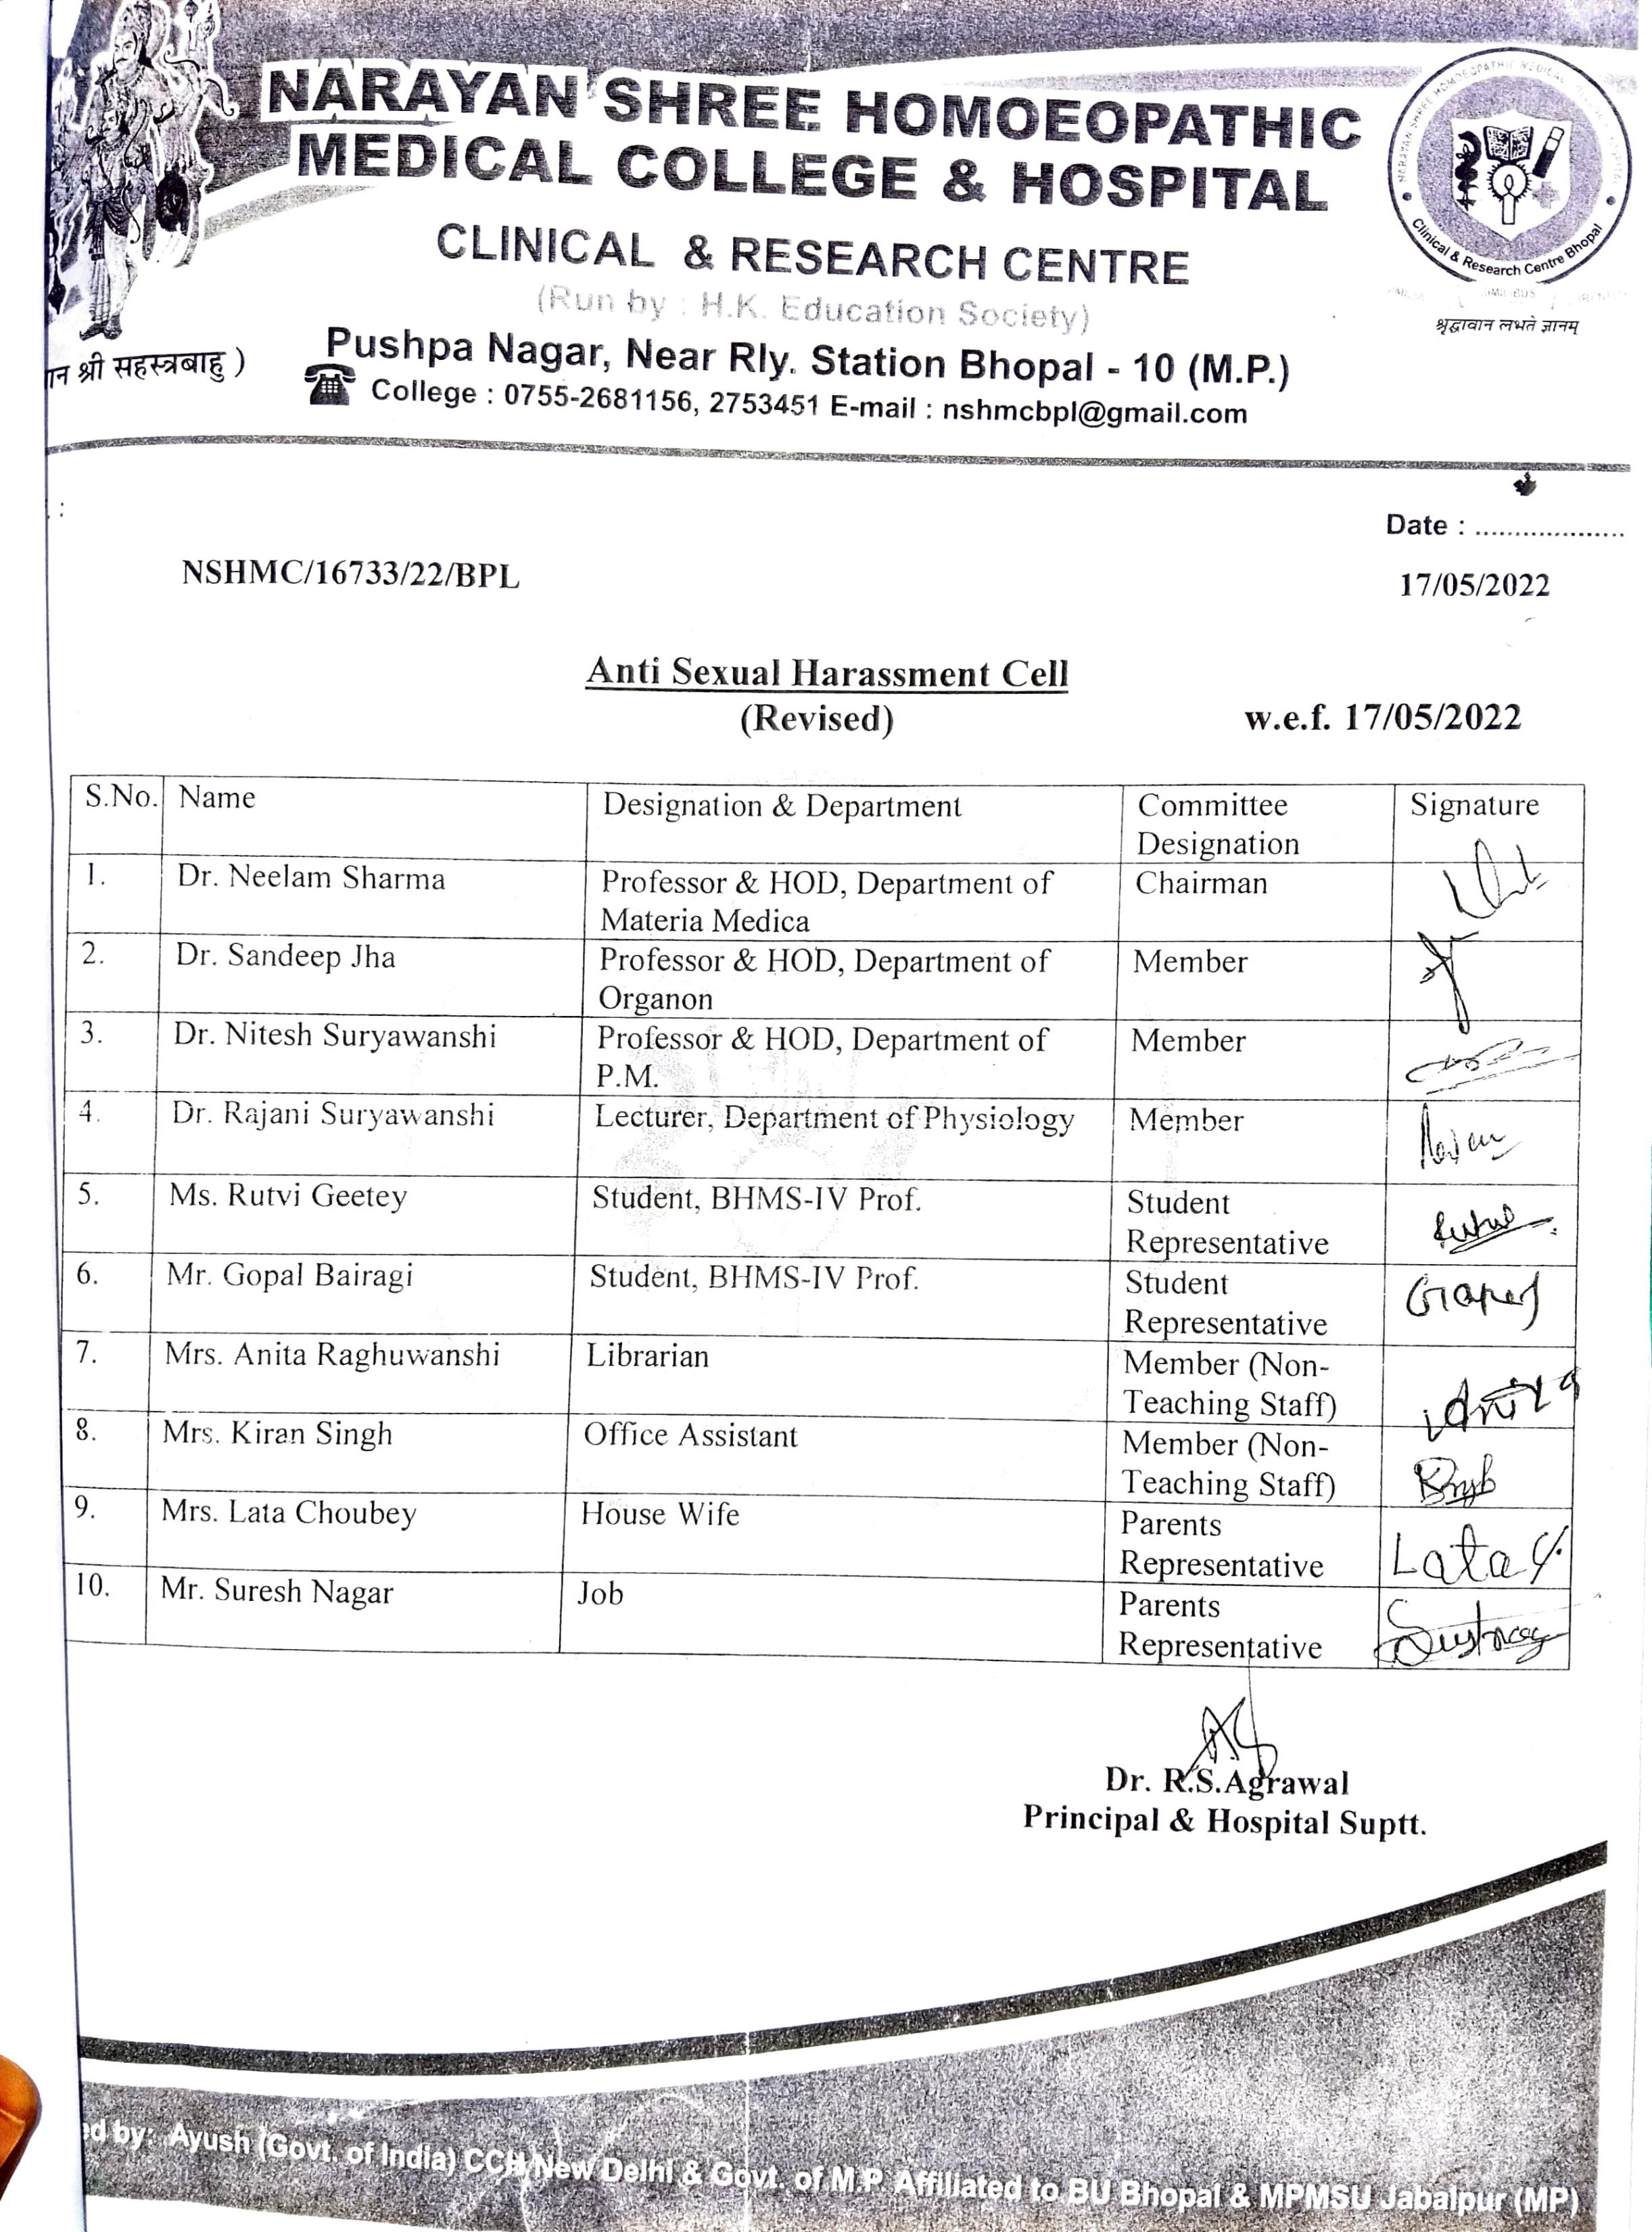 NARAYAN SHREE HOMOEOPATHIC
MEDICAL COLLEGE & HOSPITAL
CLINICAL & RESEARCH CENTRE
(Run by : H.K. Education Society)
Pushpa Nagar, Near Rly. Station Bhopal - 10 (M.P.)
College : 0755-2681156, 2753451 E-mail : nshmcbpl@gmail.com
श्री सहस्त्रबाहु )
NARAYAN SHREE HOMOEOPATHIC MEDICAL
Clinical & Research Centre Bhopal
श्रृद्धावान लभते ज्ञानम्
:
Date : ...................
NSHMC/16733/22/BPL 17/05/2022
Anti Sexual Harassment Cell
(Revised) w.e.f. 17/05/2022
S.No. Name Designation & Department Committee Signature
Designation
1. Dr. Neelam Sharma Professor & HOD, Department of Chairman
Materia Medica
2. Dr. Sandeep Jha Professor & HOD, Department of Member
Organon
3. Dr. Nitesh Suryawanshi Professor & HOD, Department of Member
P.M.
4. Dr. Rajani Suryawanshi Lecturer, Department of Physiology Member
5. Ms. Rutvi Geetey Student, BHMS-IV Prof. Student
Representative
6. Mr. Gopal Bairagi Student, BHMS-IV Prof. Student
Representative
7. Mrs. Anita Raghuwanshi Librarian Member (Non-
Teaching Staff)
8. Mrs. Kiran Singh Office Assistant Member (Non-
Teaching Staff)
9. Mrs. Lata Choubey House Wife Parents
Representative Lata
10. Mr. Suresh Nagar Job Parents
Representative
Dr. R.S.Agrawal
Principal & Hospital Suptt.
ed by: Ayush (Govt. of India) CCH New Delhi & Govt. of M.P. Affiliated to BU Bhopal & MPMSU Jabalpur (MP)